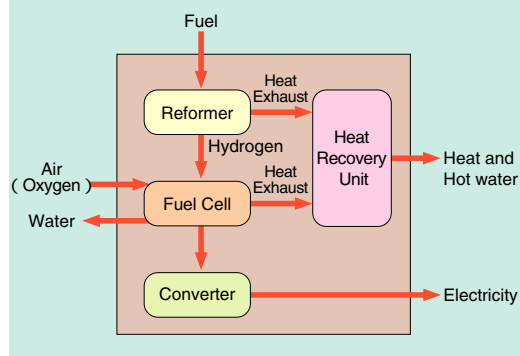 Fuel
Heat
Exhaust
Reformer
Heat
Recovery
Unit
Hydrogen
Air
( Oxygen )
Heat
Exhaust
Heat and
Hot water
Fuel Cell
Water
Converter
Electricity